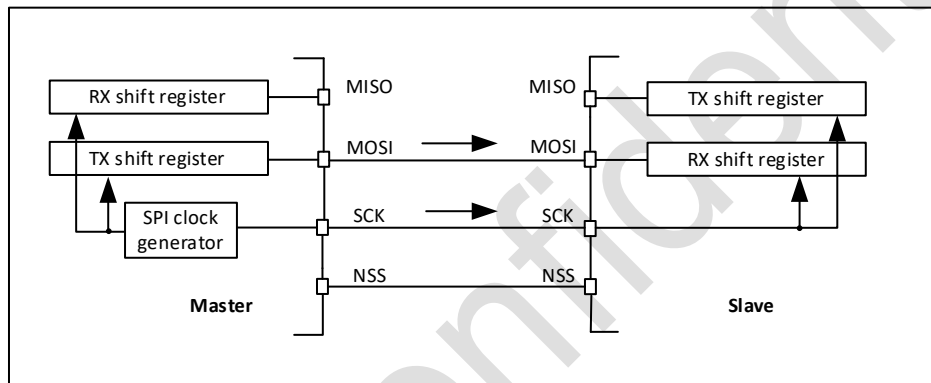 MISO
MISO
RX shift register
TX shift register
MOSI
MOSI
TX shift register
RX shift register
SCK
SCK
SPI clock
generator
NSS
NSS
Master
Slave